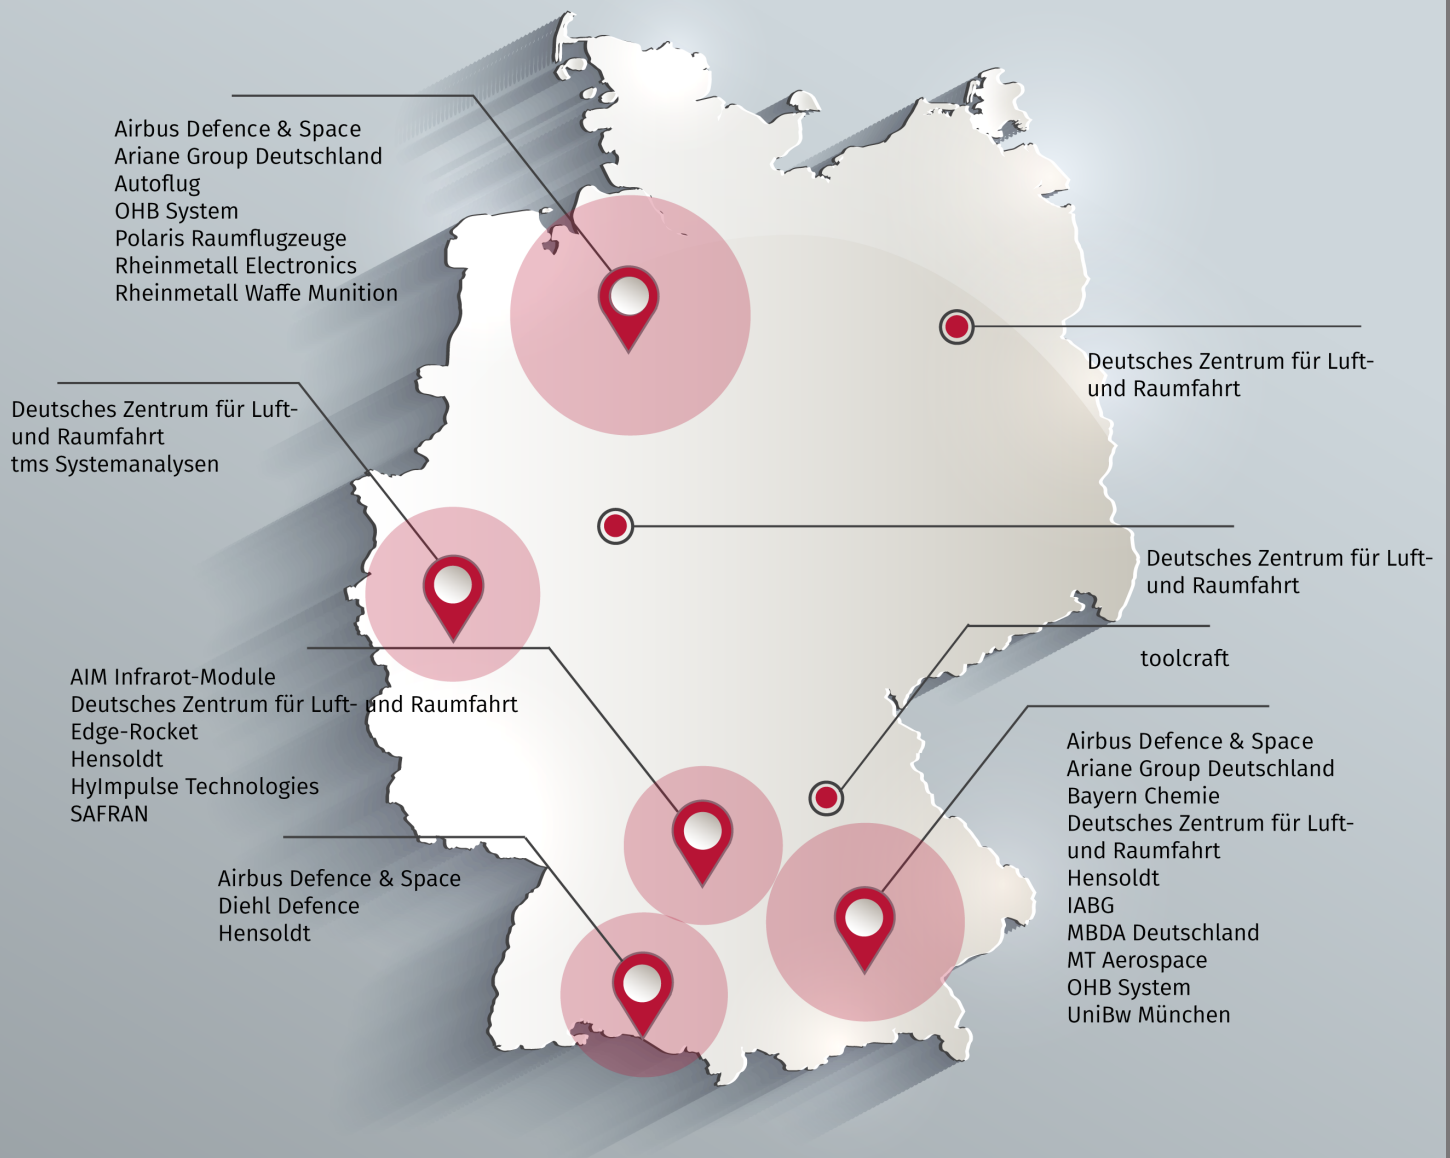 Airbus Defence & Space
Ariane Group Deutschland
Autoflug
OHB System
Polaris Raumflugzeuge
Rheinmetall Electronics
Rheinmetall Waffe Munition
Deutsches Zentrum für Luft-
und Raumfahrt
Deutsches Zentrum für Luft-
und Raumfahrt
tms Systemanalysen
Deutsches Zentrum für Luft-
und Raumfahrt
toolcraft
AIM Infrarot-Module
Deutsches Zentrum für Luft- und Raumfahrt
Edge-Rocket
Hensoldt
HyImpulse Technologies
SAFRAN
Airbus Defence & Space
Ariane Group Deutschland
Bayern Chemie
Deutsches Zentrum für Luft-
und Raumfahrt
Hensoldt
IABG
MBDA Deutschland
MT Aerospace
OHB System
UniBw München
Airbus Defence & Space
Diehl Defence
Hensoldt